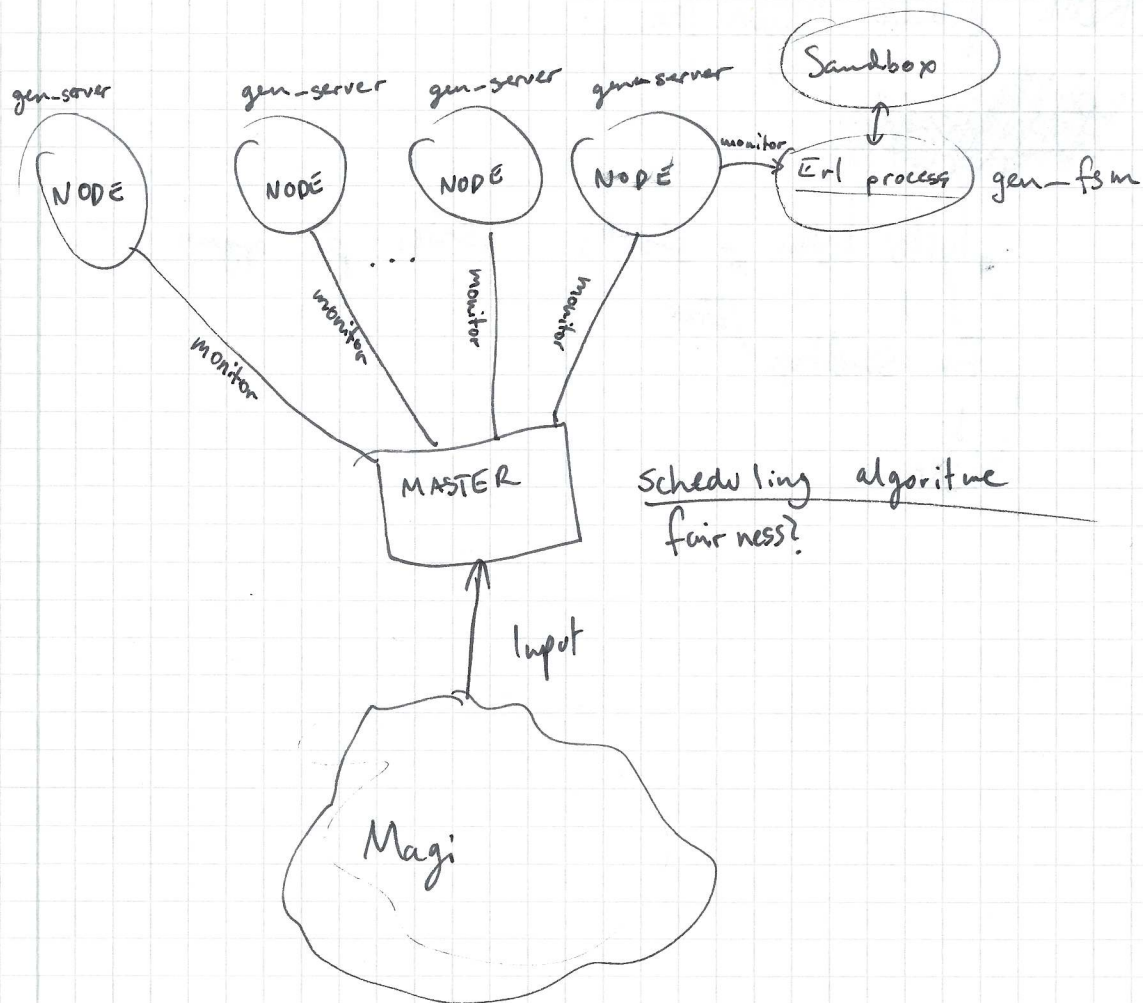 Sandbox
gen-server
gen-server
gen-server
gen-server
monitor
NODE
NODE
NODE
NODE
Erl process
gen-fsm
...
monitor
monitor
monitor
monitor
MASTER
scheduling algoritme
fairness?
Input
Magi